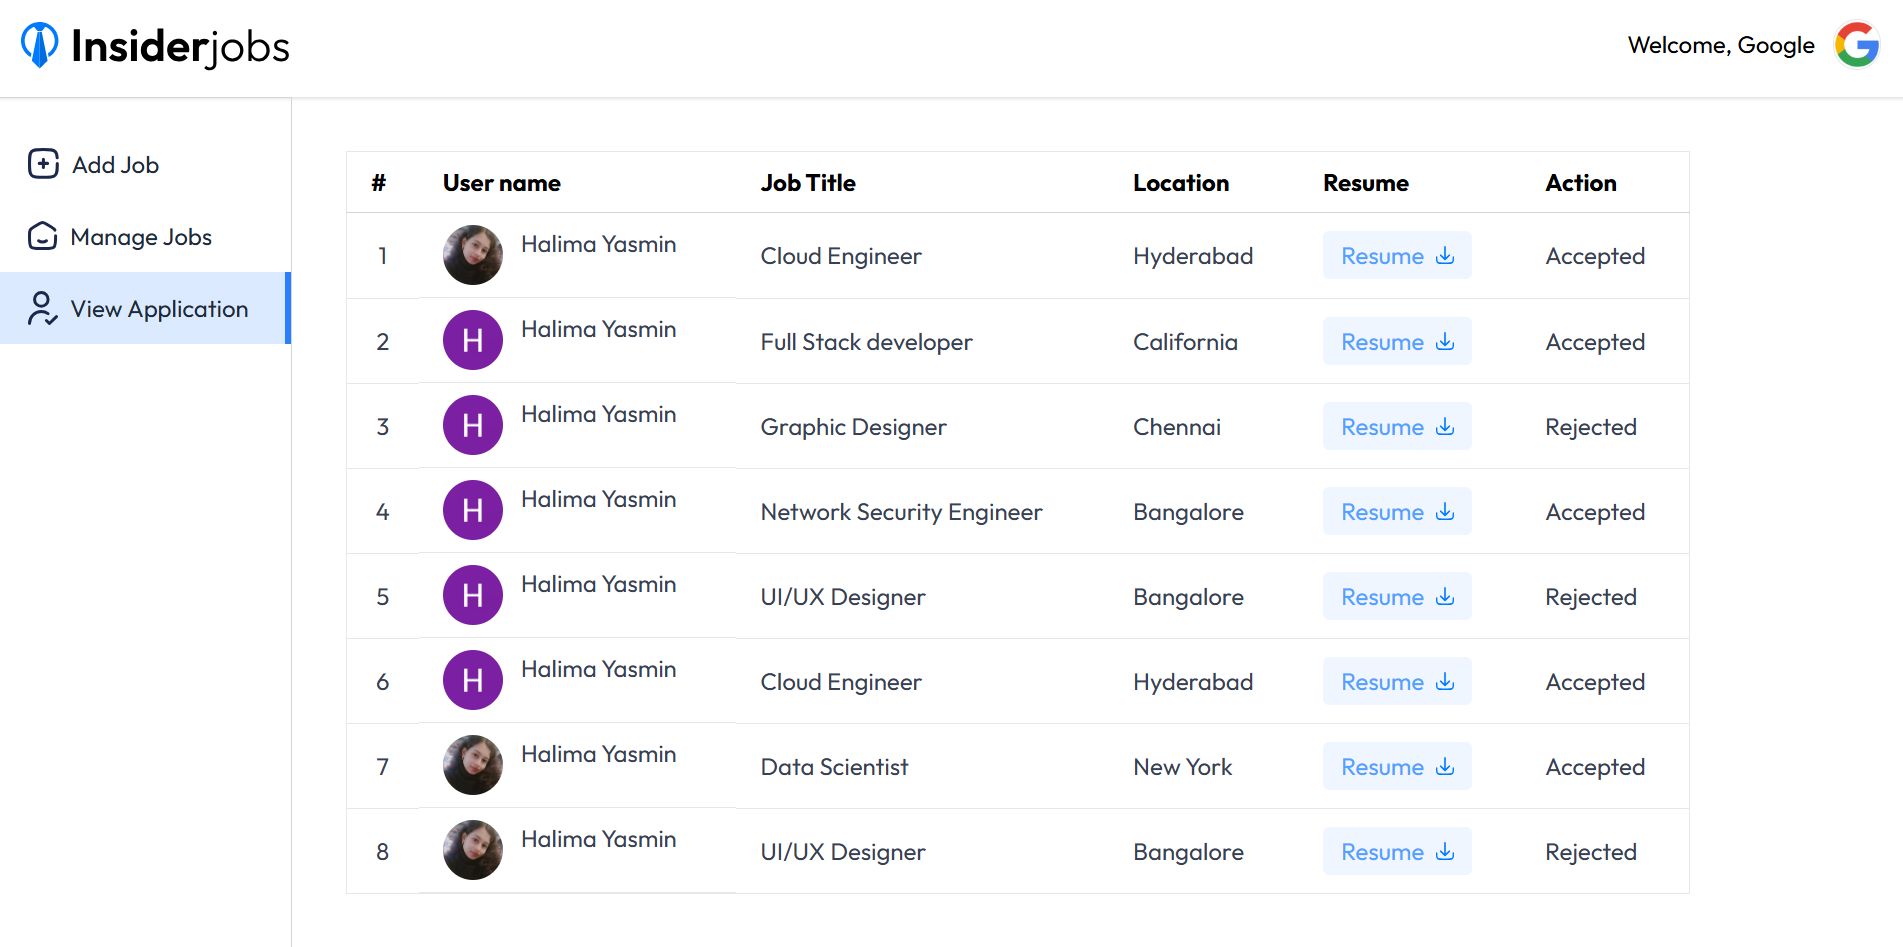 Insiderjobs
Welcome, Google
Add Job
Manage Jobs
View Application
# User name Job Title Location Resume Action
1 Halima Yasmin Cloud Engineer Hyderabad Resume Accepted
2 H Halima Yasmin Full Stack developer California Resume Accepted
3 H Halima Yasmin Graphic Designer Chennai Resume Rejected
4 H Halima Yasmin Network Security Engineer Bangalore Resume Accepted
5 H Halima Yasmin UI/UX Designer Bangalore Resume Rejected
6 H Halima Yasmin Cloud Engineer Hyderabad Resume Accepted
7 Halima Yasmin Data Scientist New York Resume Accepted
8 Halima Yasmin UI/UX Designer Bangalore Resume Rejected